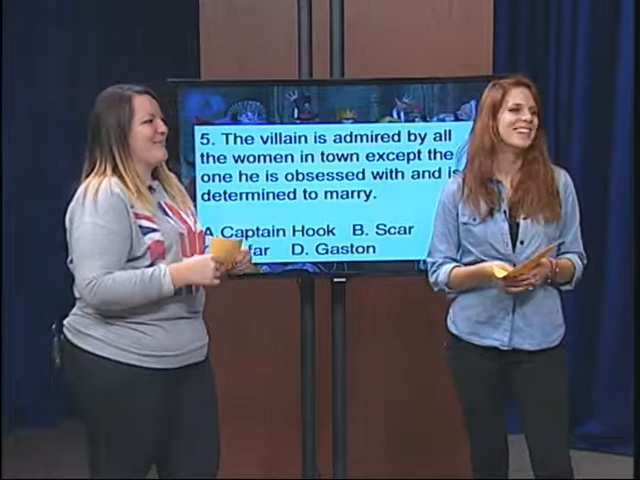 5. The villain is admired by all
the women in town except the
one he is obsessed with and is
determined to marry.
A.Captain Hook B. Scar
far D. Gaston